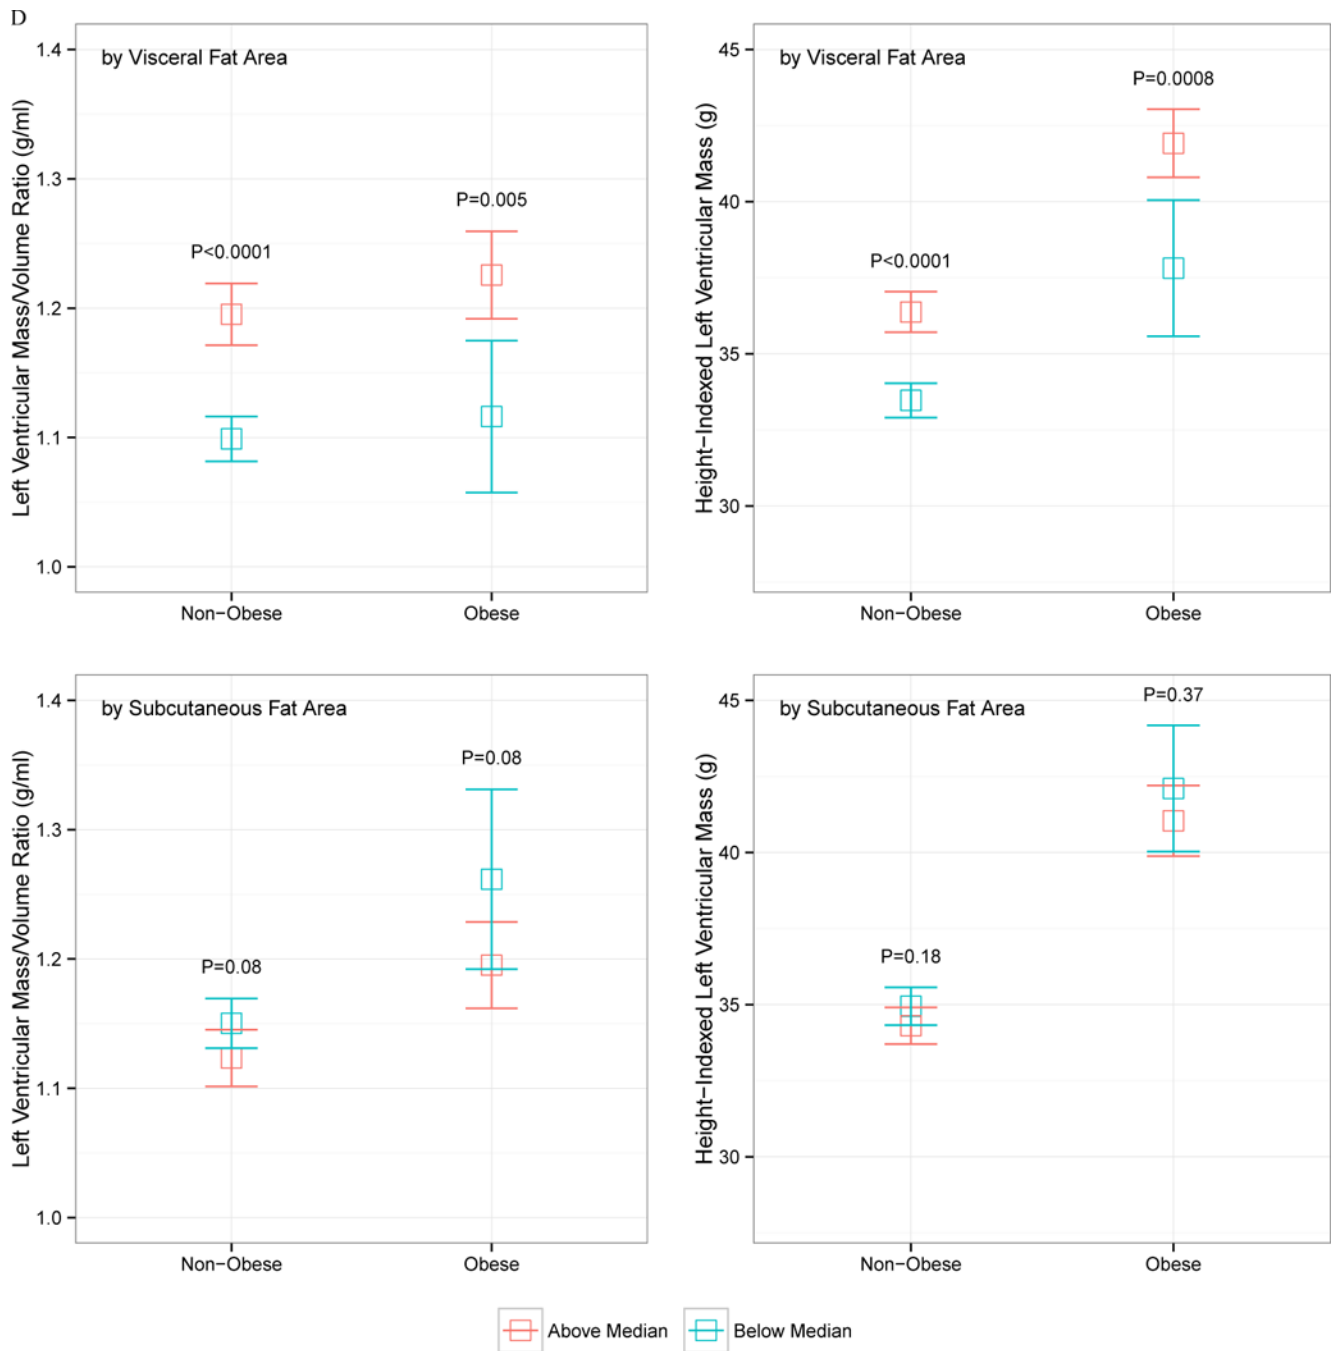 D
by Visceral Fat Area
Left Ventricular Mass/Volume Ratio (g/ml)
1.4
1.3
1.2
1.1
1.0
P<0.0001
P=0.005
Non−Obese
Obese
by Visceral Fat Area
Height−Indexed Left Ventricular Mass (g)
45
40
35
30
P<0.0001
P=0.0008
Non−Obese
Obese
by Subcutaneous Fat Area
Left Ventricular Mass/Volume Ratio (g/ml)
1.4
1.3
1.2
1.1
1.0
P=0.08
P=0.08
Non−Obese
Obese
by Subcutaneous Fat Area
Height−Indexed Left Ventricular Mass (g)
45
40
35
30
P=0.18
P=0.37
Non−Obese
Obese
Above Median
Below Median